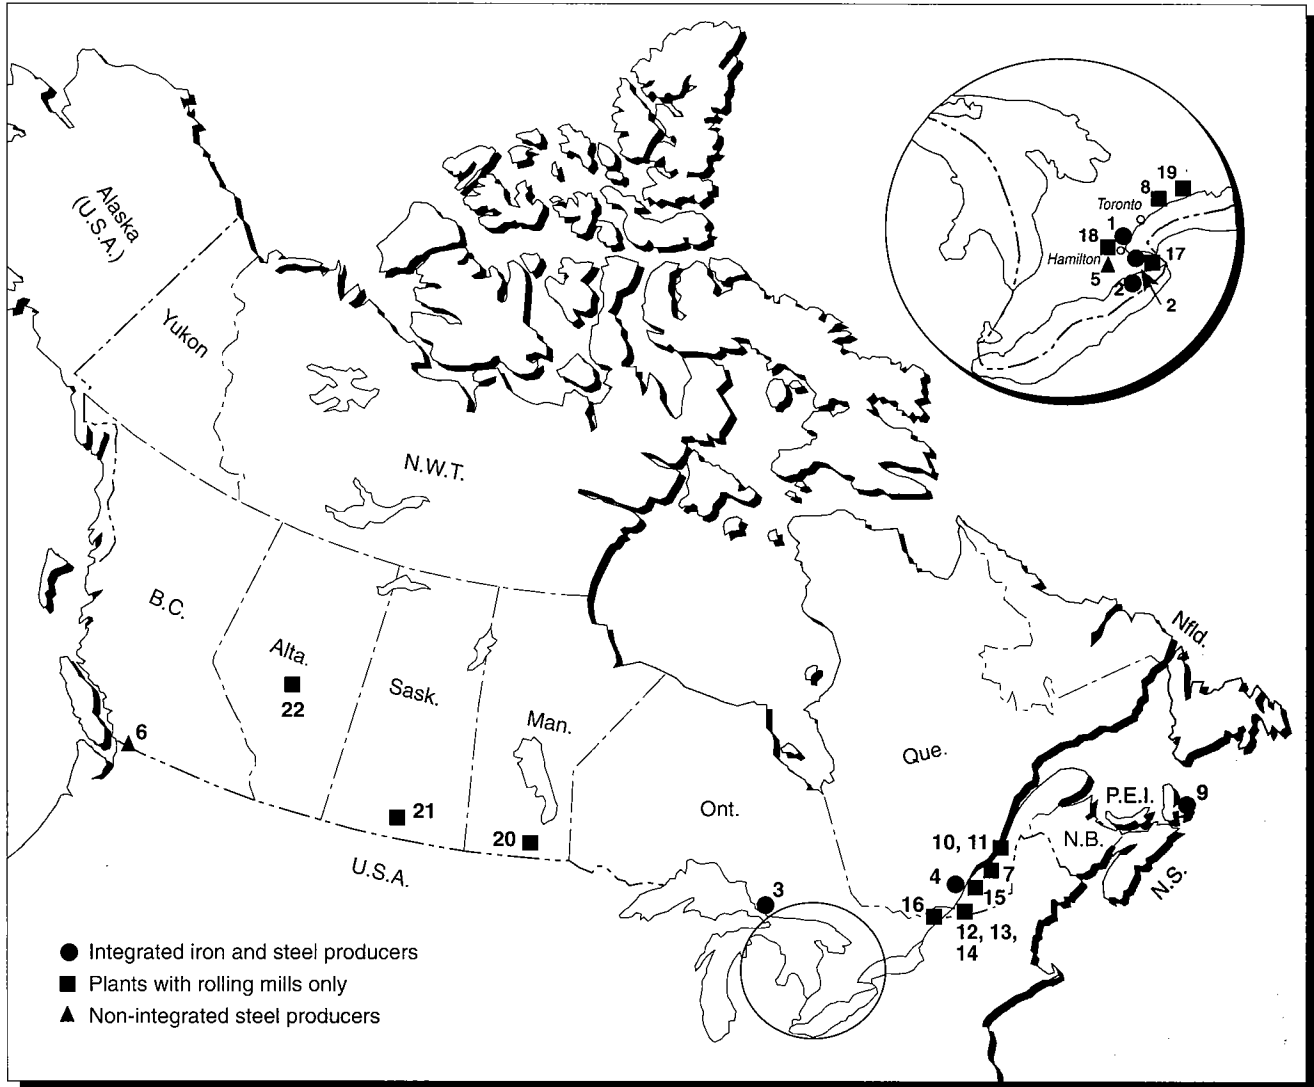 Alaska
(U.S.A.)
Yukon
N.W.T.
B.C.
Alta.
22
Sask.
Man.
6
21
20
U.S.A.
Ont.
Que.
Nfld.
P.E.I.
9
N.B.
N.S.
10, 11
7
4
15
16
12, 13,
14
3
19
8
Toronto
1
18
Hamilton
17
5
2
2
Integrated iron and steel producers
Plants with rolling mills only
Non-integrated steel producers